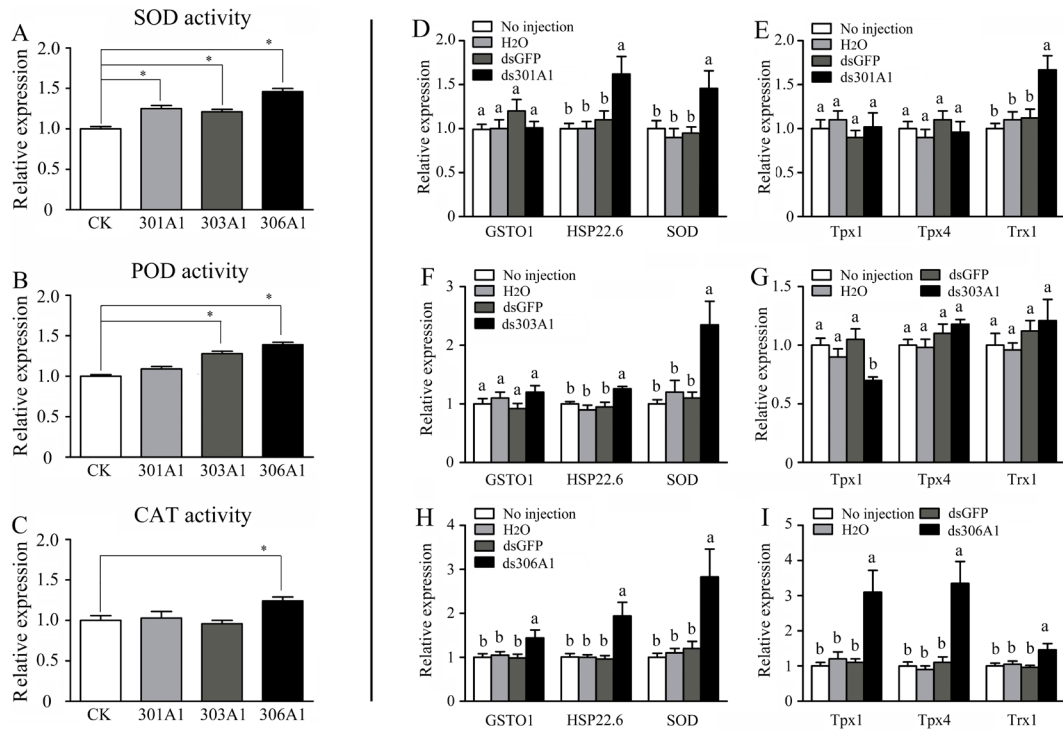 A
SOD activity
Relative expression
2.0
1.5
1.0
0.5
0
*
*
*
CK 301A1 303A1 306A1
B
POD activity
Relative expression
2.0
1.5
1.0
0.5
0
*
*
CK 301A1 303A1 306A1
C
CAT activity
Relative expression
2.0
1.5
1.0
0.5
0
*
CK 301A1 303A1 306A1
D
No injection
H2O
dsGFP
ds301A1
Relative expression
2.0
1.5
1.0
0.5
0
a a a a b b b a b b b a
GSTO1 HSP22.6 SOD
E
No injection
H2O
dsGFP
ds301A1
Relative expression
2.0
1.5
1.0
0.5
0
a a a a a a a a b b b a
Tpx1 Tpx4 Trx1
F
No injection
H2O
dsGFP
ds303A1
Relative expression
3
2
1
0
a a a a b b b a b b b a
GSTO1 HSP22.6 SOD
G
No injection dsGFP
H2O ds303A1
Relative expression
1.5
1.0
0.5
0
a a a b a a a a a a a a
Tpx1 Tpx4 Trx1
H
No injection
H2O
dsGFP
ds306A1
Relative expression
4
3
2
1
0
b b b a b b b a b b b a
GSTO1 HSP22.6 SOD
I
No injection dsGFP
H2O ds306A1
Relative expression
5
4
3
2
1
0
b b b a b b b a b b b a
Tpx1 Tpx4 Trx1